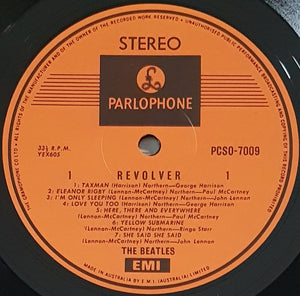 STEREO
PARLOPHONE
33⅓ R.P.M.
YEX605
1 REVOLVER 1
PCSO-7009
1: TAXMAN (Harrison) Northern—George Harrison
2: ELEANOR RIGBY (Lennon-McCartney) Northern—Paul McCartney
3: I'M ONLY SLEEPING (Lennon-McCartney) Northern—John Lennon
4: LOVE YOU TOO (Harrison) Northern—George Harrison
5: HERE, THERE AND EVERYWHERE
(Lennon-McCartney) Northern—Paul McCartney
6: YELLOW SUBMARINE
(Lennon-McCartney) Northern—Ringo Starr
7: SHE SAID SHE SAID
(Lennon-McCartney) Northern—John Lennon
THE BEATLES
EMI
MADE IN AUSTRALIA BY E.M.I. (AUSTRALIA) LIMITED